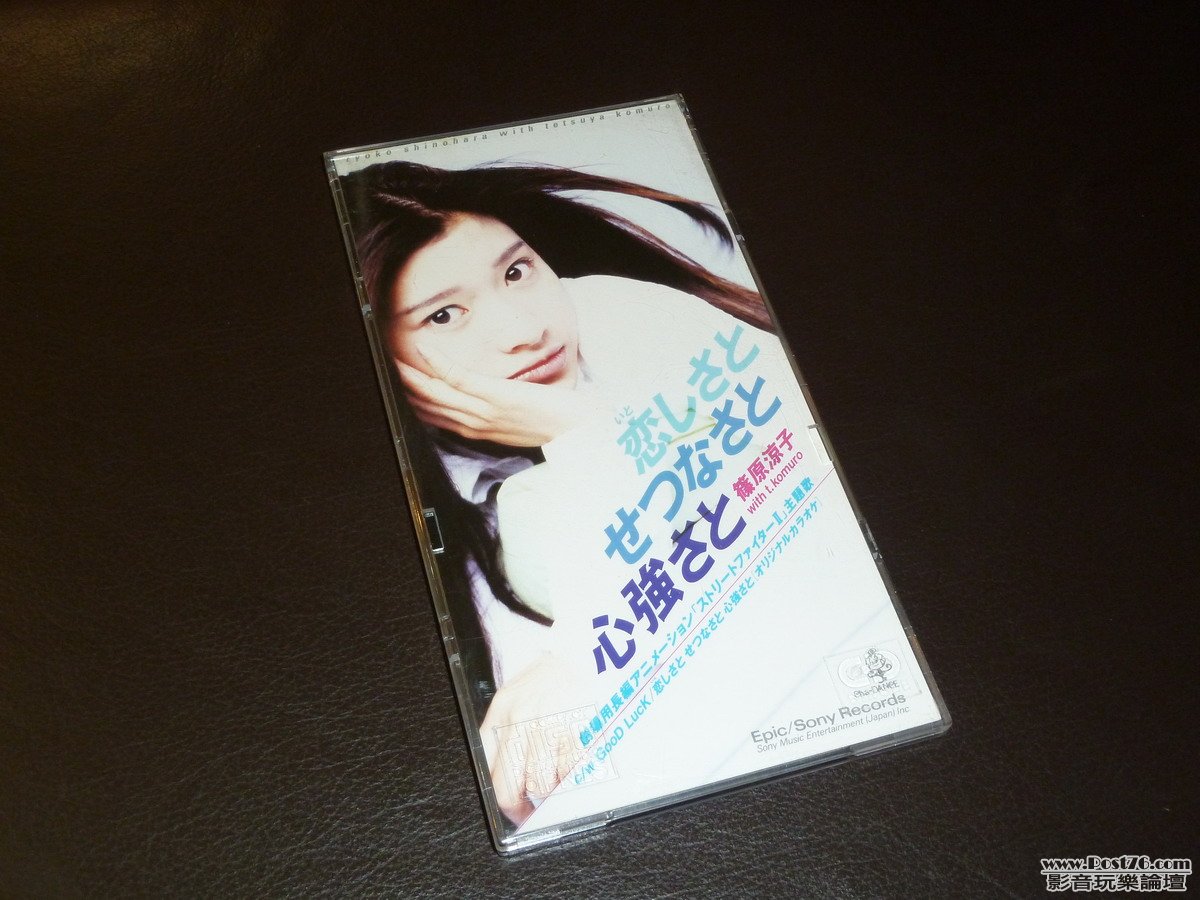 ryoko shinohara with tetsuya komuro
いと
恋しさと
せつなさと
心強さと
篠原涼子
with t.komuro
劇場用長編アニメーション「ストリートファイターII」主題歌
c/w GooD LucK/恋しさと せつなさと 心強さと(オリジナルカラオケ)
CD
Cha-DANCE
Epic/Sony Records
Sony Music Entertainment (Japan) Inc
www.Post76.com
影音玩樂論壇